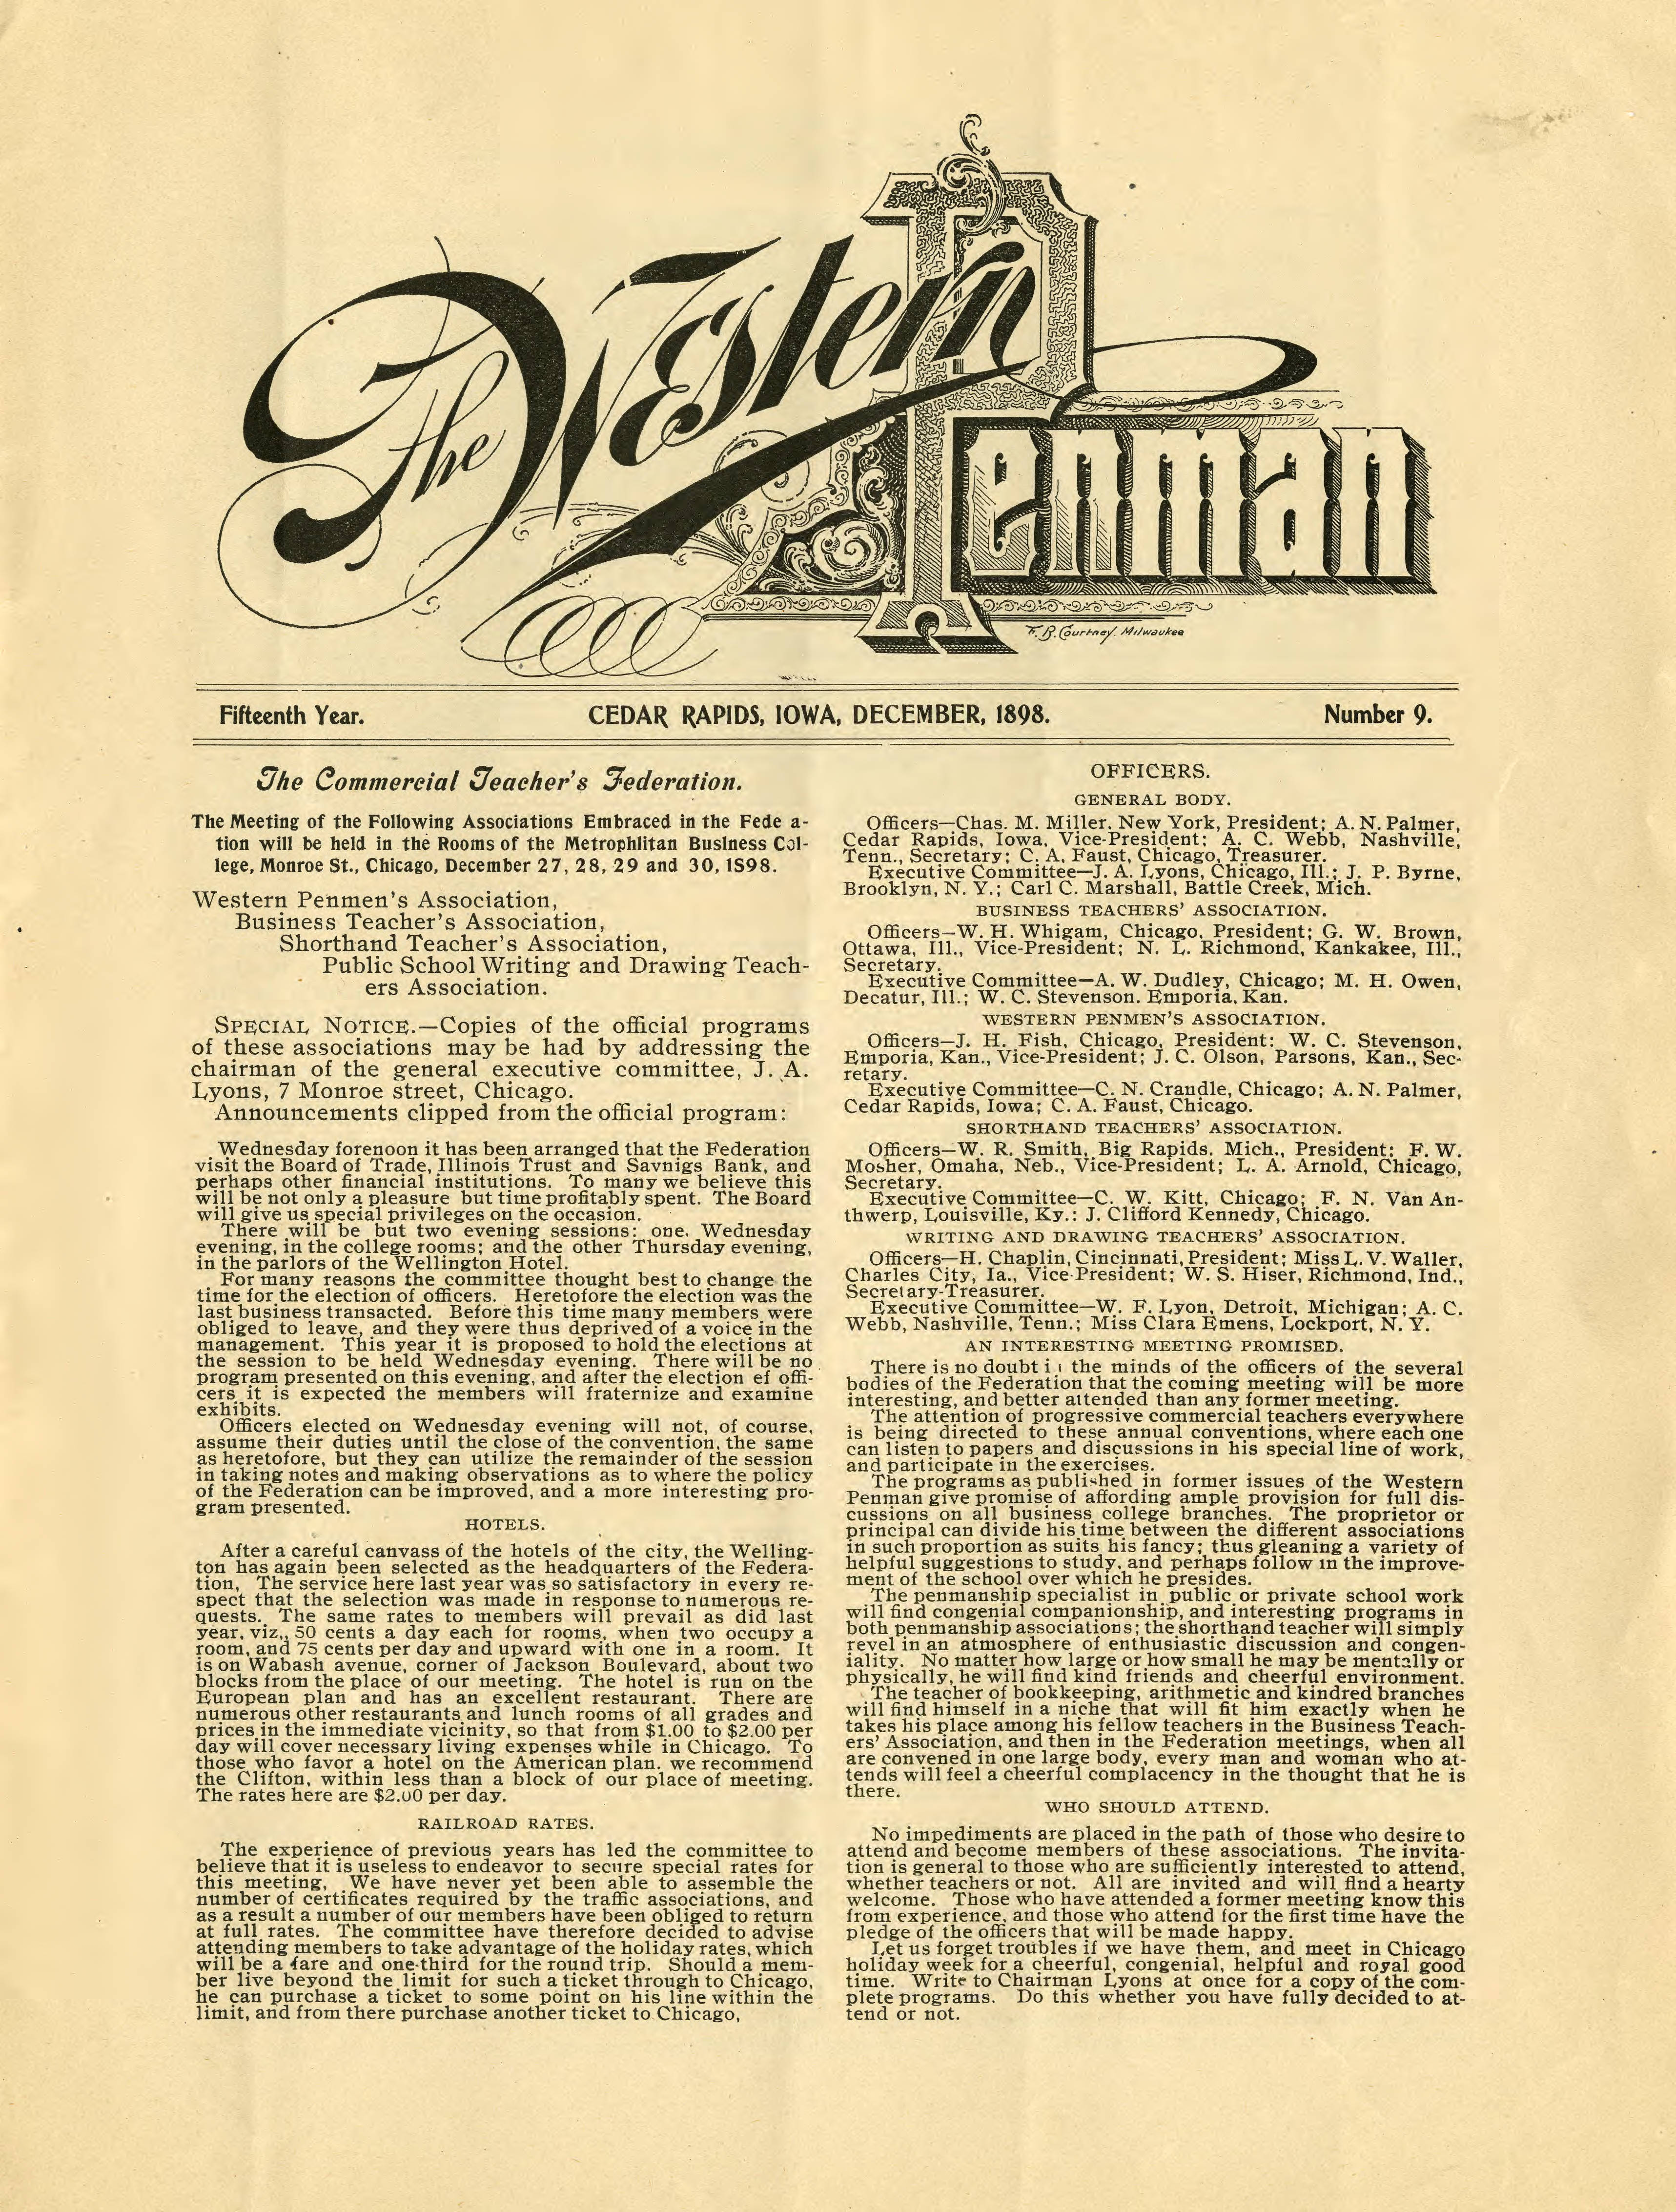 The Western Penman
F. R. Courtney. Milwaukee
Fifteenth Year. CEDAR RAPIDS, IOWA, DECEMBER, 1898. Number 9.
The Commercial Teacher's Federation.
The Meeting of the Following Associations Embraced in the Fede a-
tion will be held in the Rooms of the Metrophlitan Business Col-
lege, Monroe St., Chicago, December 27, 28, 29 and 30, 1S98.
Western Penmen's Association,
Business Teacher's Association,
Shorthand Teacher's Association,
Public School Writing and Drawing Teach-
ers Association.
SPECIAL NOTICE.—Copies of the official programs
of these associations may be had by addressing the
chairman of the general executive committee, J. A.
Lyons, 7 Monroe street, Chicago.
Announcements clipped from the official program:
Wednesday forenoon it has been arranged that the Federation
visit the Board of Trade, Illinois Trust and Savnigs Bank, and
perhaps other financial institutions. To many we believe this
will be not only a pleasure but time profitably spent. The Board
will give us special privileges on the occasion.
There will be but two evening sessions: one. Wednesday
evening, in the college rooms; and the other Thursday evening,
in the parlors of the Wellington Hotel.
For many reasons the committee thought best to change the
time for the election of officers. Heretofore the election was the
last business transacted. Before this time many members were
obliged to leave, and they were thus deprived of a voice in the
management. This year it is proposed to hold the elections at
the session to be held Wednesday evening. There will be no
program presented on this evening, and after the election ef offi-
cers it is expected the members will fraternize and examine
exhibits.
Officers elected on Wednesday evening will not, of course,
assume their duties until the close of the convention, the same
as heretofore, but they can utilize the remainder of the session
in taking notes and making observations as to where the policy
of the Federation can be improved, and a more interesting pro-
gram presented.
HOTELS.
After a careful canvass of the hotels of the city, the Welling-
ton has again been selected as the headquarters of the Federa-
tion, The service here last year was so satisfactory in every re-
spect that the selection was made in response to numerous re-
quests. The same rates to members will prevail as did last
year, viz., 50 cents a day each for rooms, when two occupy a
room, and 75 cents per day and upward with one in a room. It
is on Wabash avenue, corner of Jackson Boulevard, about two
blocks from the place of our meeting. The hotel is run on the
European plan and has an excellent restaurant. There are
numerous other restaurants and lunch rooms of all grades and
prices in the immediate vicinity, so that from $1.00 to $2.00 per
day will cover necessary living expenses while in Chicago. To
those who favor a hotel on the American plan. we recommend
the Clifton, within less than a block of our place of meeting.
The rates here are $2.00 per day.
RAILROAD RATES.
The experience of previous years has led the committee to
believe that it is useless to endeavor to secure special rates for
this meeting, We have never yet been able to assemble the
number of certificates required by the traffic associations, and
as a result a number of our members have been obliged to return
at full rates. The committee have therefore decided to advise
attending members to take advantage of the holiday rates, which
will be a fare and one-third for the round trip. Should a mem-
ber live beyond the limit for such a ticket through to Chicago,
he can purchase a ticket to some point on his line within the
limit, and from there purchase another ticket to Chicago,
OFFICERS.
GENERAL BODY.
Officers—Chas. M. Miller. New York, President; A. N. Palmer,
Cedar Rapids, Iowa, Vice-President; A. C. Webb, Nashville,
Tenn., Secretary; C. A. Faust, Chicago, Treasurer.
Executive Committee—J. A. Lyons, Chicago, Ill.; J. P. Byrne,
Brooklyn, N. Y.; Carl C. Marshall, Battle Creek, Mich.
BUSINESS TEACHERS' ASSOCIATION.
Officers—W. H. Whigam, Chicago, President; G. W. Brown,
Ottawa, Ill., Vice-President; N. L. Richmond, Kankakee, Ill.,
Secretary.
Executive Committee—A. W. Dudley, Chicago; M. H. Owen,
Decatur, Ill.; W. C. Stevenson. Emporia, Kan.
WESTERN PENMEN'S ASSOCIATION.
Officers—J. H. Fish, Chicago, President: W. C. Stevenson,
Emporia, Kan., Vice-President; J. C. Olson, Parsons, Kan., Sec-
retary.
Executive Committee—C. N. Crandle, Chicago; A. N. Palmer,
Cedar Rapids, Iowa; C. A. Faust, Chicago.
SHORTHAND TEACHERS' ASSOCIATION.
Officers—W. R. Smith, Big Rapids. Mich., President; F. W.
Mosher, Omaha, Neb., Vice-President; L. A. Arnold, Chicago,
Secretary.
Executive Committee—C. W. Kitt, Chicago; F. N. Van An-
thwerp, Louisville, Ky.: J. Clifford Kennedy, Chicago.
WRITING AND DRAWING TEACHERS' ASSOCIATION.
Officers—H. Chaplin, Cincinnati, President; Miss L. V. Waller,
Charles City, Ia., Vice-President; W. S. Hiser, Richmond, Ind.,
Secretary-Treasurer.
Executive Committee—W. F. Lyon, Detroit, Michigan; A. C.
Webb, Nashville, Tenn.; Miss Clara Emens, Lockport, N. Y.
AN INTERESTING MEETING PROMISED.
There is no doubt i the minds of the officers of the several
bodies of the Federation that the coming meeting will be more
interesting, and better attended than any former meeting.
The attention of progressive commercial teachers everywhere
is being directed to these annual conventions, where each one
can listen to papers and discussions in his special line of work,
and participate in the exercises.
The programs as published in former issues of the Western
Penman give promise of affording ample provision for full dis-
cussions on all business college branches. The proprietor or
principal can divide his time between the different associations
in such proportion as suits his fancy; thus gleaning a variety of
helpful suggestions to study, and perhaps follow in the improve-
ment of the school over which he presides.
The penmanship specialist in public or private school work
will find congenial companionship, and interesting programs in
both penmanship associations; the shorthand teacher will simply
revel in an atmosphere of enthusiastic discussion and congen-
iality. No matter how large or how small he may be mentally or
physically, he will find kind friends and cheerful environment.
The teacher of bookkeeping, arithmetic and kindred branches
will find himself in a niche that will fit him exactly when he
takes his place among his fellow teachers in the Business Teach-
ers' Association, and then in the Federation meetings, when all
are convened in one large body, every man and woman who at-
tends will feel a cheerful complacency in the thought that he is
there.
WHO SHOULD ATTEND.
No impediments are placed in the path of those who desire to
attend and become members of these associations. The invita-
tion is general to those who are sufficiently interested to attend,
whether teachers or not. All are invited and will find a hearty
welcome. Those who have attended a former meeting know this
from experience, and those who attend for the first time have the
pledge of the officers that will be made happy.
Let us forget troubles if we have them, and meet in Chicago
holiday week for a cheerful, congenial, helpful and royal good
time. Write to Chairman Lyons at once for a copy of the com-
plete programs. Do this whether you have fully decided to at-
tend or not.